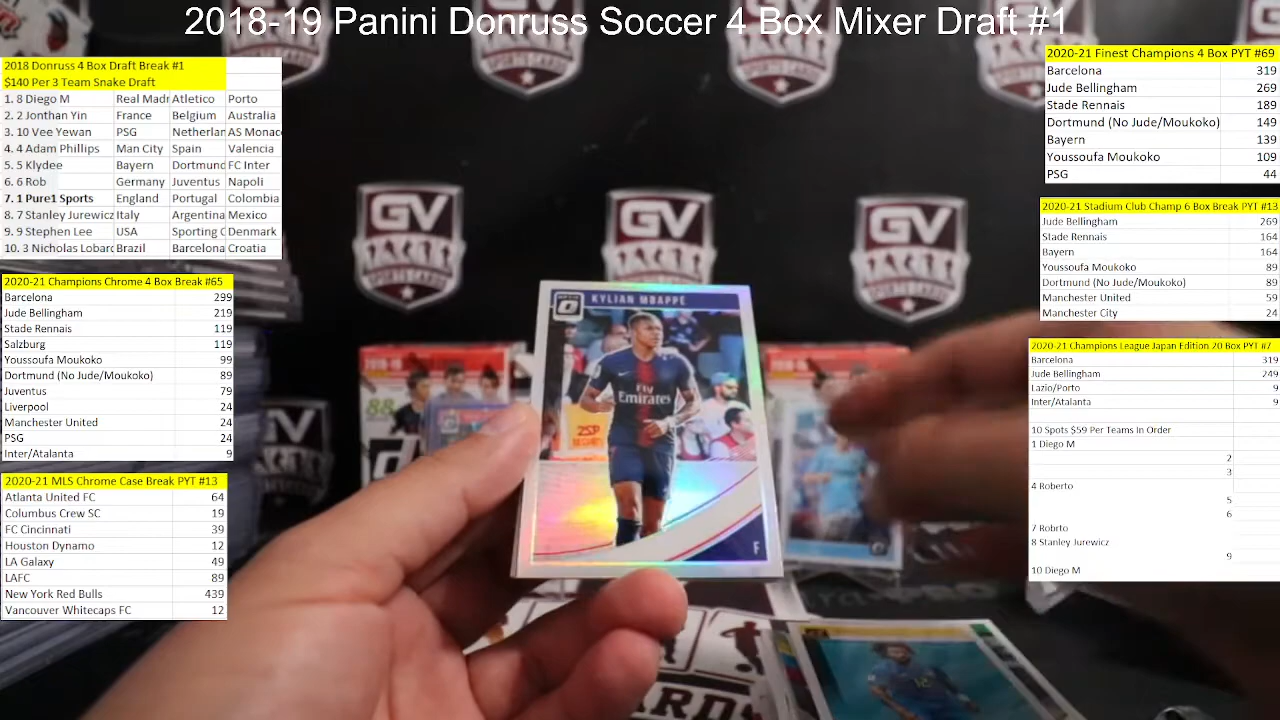 2018-19 Panini Donruss Soccer 4 Box Mixer Draft #1
2018 Donruss 4 Box Draft Break #1
$140 Per 3 Team Snake Draft
1. 8 Diego M Real Madr Atletico Porto
2. 2 Jonthan Yin France Belgium Australia
3. 10 Vee Yewan PSG Netherlan AS Monac
4. 4 Adam Phillips Man City Spain Valencia
5. 5 Klydee Bayern Dortmund FC Inter
6. 6 Rob Germany Juventus Napoli
7. 1 Pure1 Sports England Portugal Colombia
8. 7 Stanley Jurewicz Italy Argentina Mexico
9. 9 Stephen Lee USA Sporting C Denmark
10. 3 Nicholas Lobard Brazil Barcelona Croatia
2020-21 Champions Chrome 4 Box Break #65
Barcelona 299
Jude Bellingham 219
Stade Rennais 119
Salzburg 119
Youssoufa Moukoko 99
Dortmund (No Jude/Moukoko) 89
Juventus 79
Liverpool 24
Manchester United 24
PSG 24
Inter/Atalanta 9
2020-21 MLS Chrome Case Break PYT #13
Atlanta United FC 64
Columbus Crew SC 19
FC Cincinnati 39
Houston Dynamo 12
LA Galaxy 49
LAFC 89
New York Red Bulls 439
Vancouver Whitecaps FC 12
2020-21 Finest Champions 4 Box PYT #69
Barcelona 319
Jude Bellingham 269
Stade Rennais 189
Dortmund (No Jude/Moukoko) 149
Bayern 139
Youssoufa Moukoko 109
PSG 44
2020-21 Stadium Club Champ 6 Box Break PYT #13
Jude Bellingham 269
Stade Rennais 164
Bayern 164
Youssoufa Moukoko 89
Dortmund (No Jude/Moukoko) 89
Manchester United 59
Manchester City 24
2020-21 Champions League Japan Edition 20 Box PYT #7
Barcelona 319
Jude Bellingham 249
Lazio/Porto 9
Inter/Atalanta 9
10 Spots $59 Per Teams In Order
1 Diego M
2
3
4 Roberto
5
6
7 Robrto
8 Stanley Jurewicz
9
10 Diego M
GV
SPORTS CARDS
GV
GV
SPORTS CARDS
GV
KYLIAN MBAPPÉ
Fly
Emirates
F
88